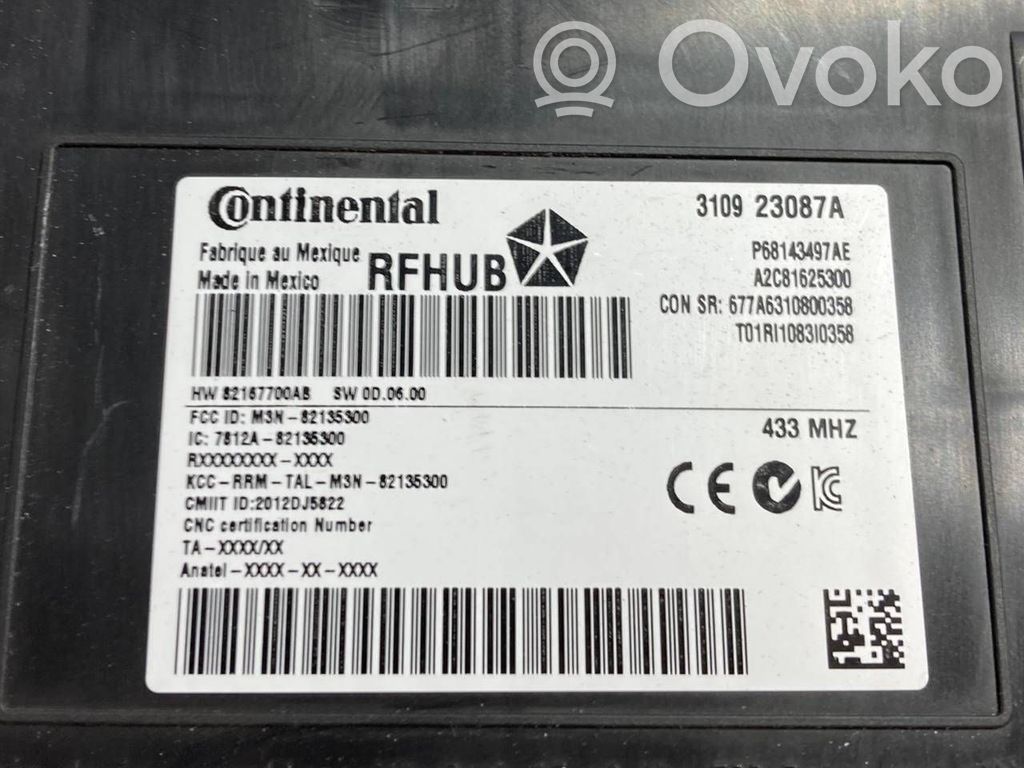 Ovoko
Continental
3109 23087A
Fabrique au Mexique
Made in Mexico
RFHUB
P68143497AE
A2C81625300
CON SR: 677A6310800358
T01RI1083I0358
HW 82167700AB SW 0D.06.00
FCC ID: M3N-82135300
IC: 7812A-82135300
RXXXXXXXX-XXXX
KCC-RRM-TAL-M3N-82135300
CMIIT ID:2012DJ5822
CNC certification Number
TA-XXXX/XX
Anatel-XXXX-XX-XXXX
433 MHZ
CE